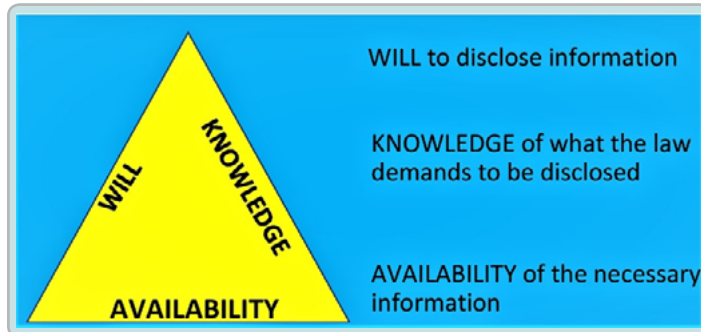 WILL to disclose information
KNOWLEDGE of what the law
demands to be disclosed
AVAILABILITY of the necessary
information
WILL
KNOWLEDGE
AVAILABILITY